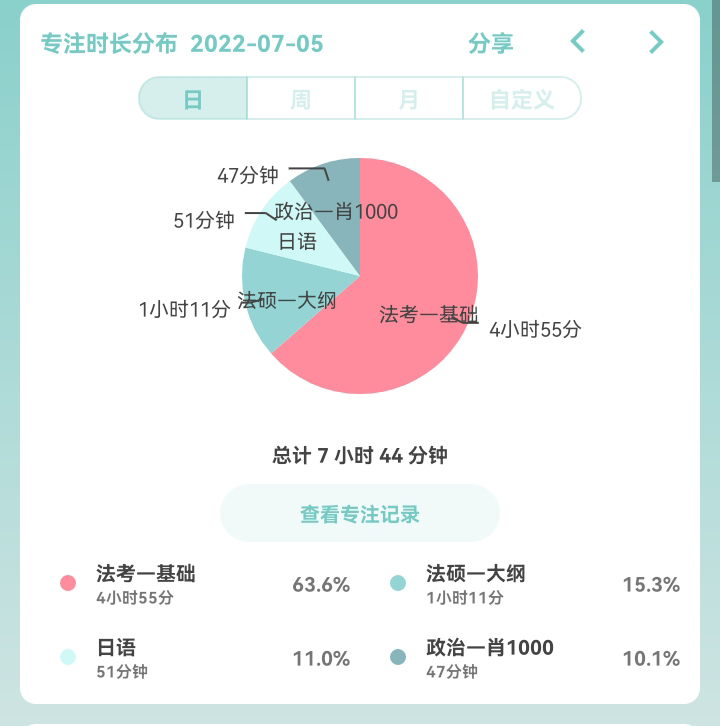 专注时长分布 2022-07-05 分享
日 周 月 自定义
47分钟
政治一肖1000
51分钟
日语
法硕一大纲
1小时11分
法考一基础
4小时55分
总计 7 小时 44 分钟
查看专注记录
法考一基础 63.6%
4小时55分
法硕一大纲 15.3%
1小时11分
日语 11.0%
51分钟
政治一肖1000 10.1%
47分钟